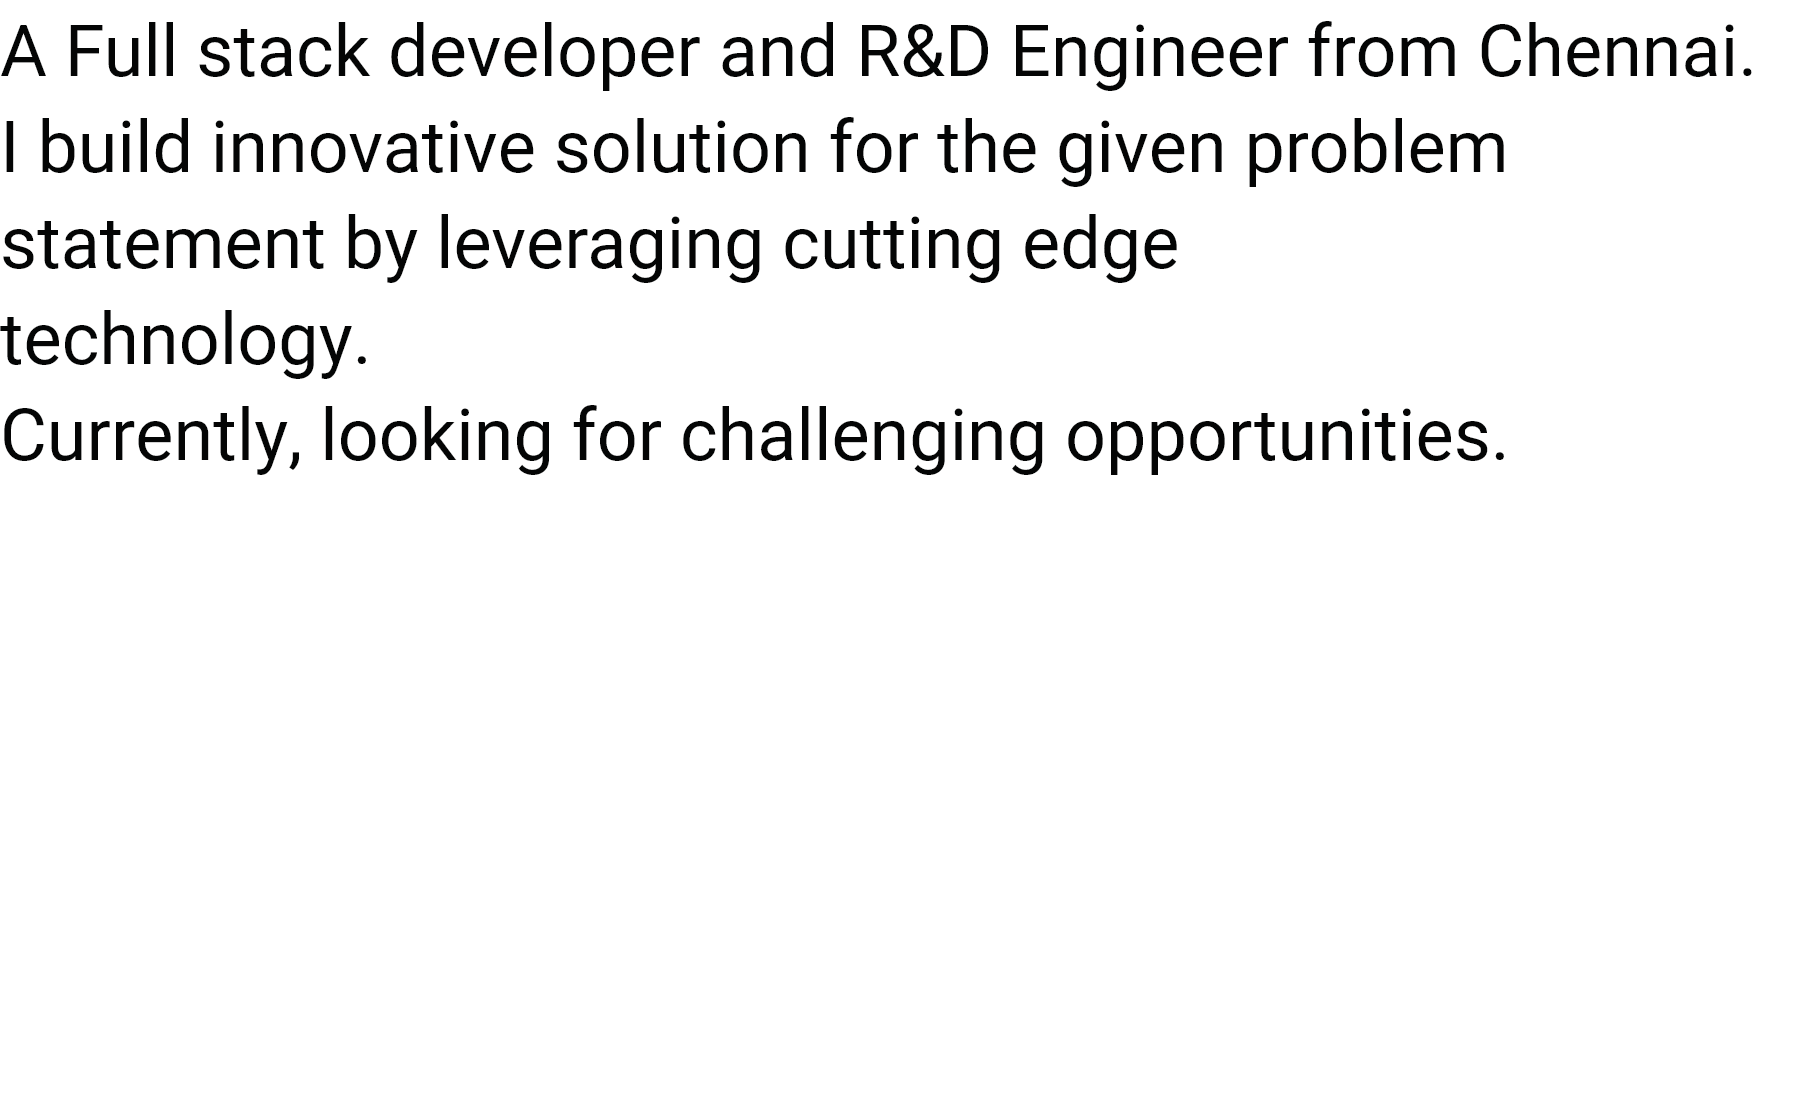 A Full stack developer and R&D Engineer from Chennai.
I build innovative solution for the given problem
statement by leveraging cutting edge
technology.
Currently, looking for challenging opportunities.